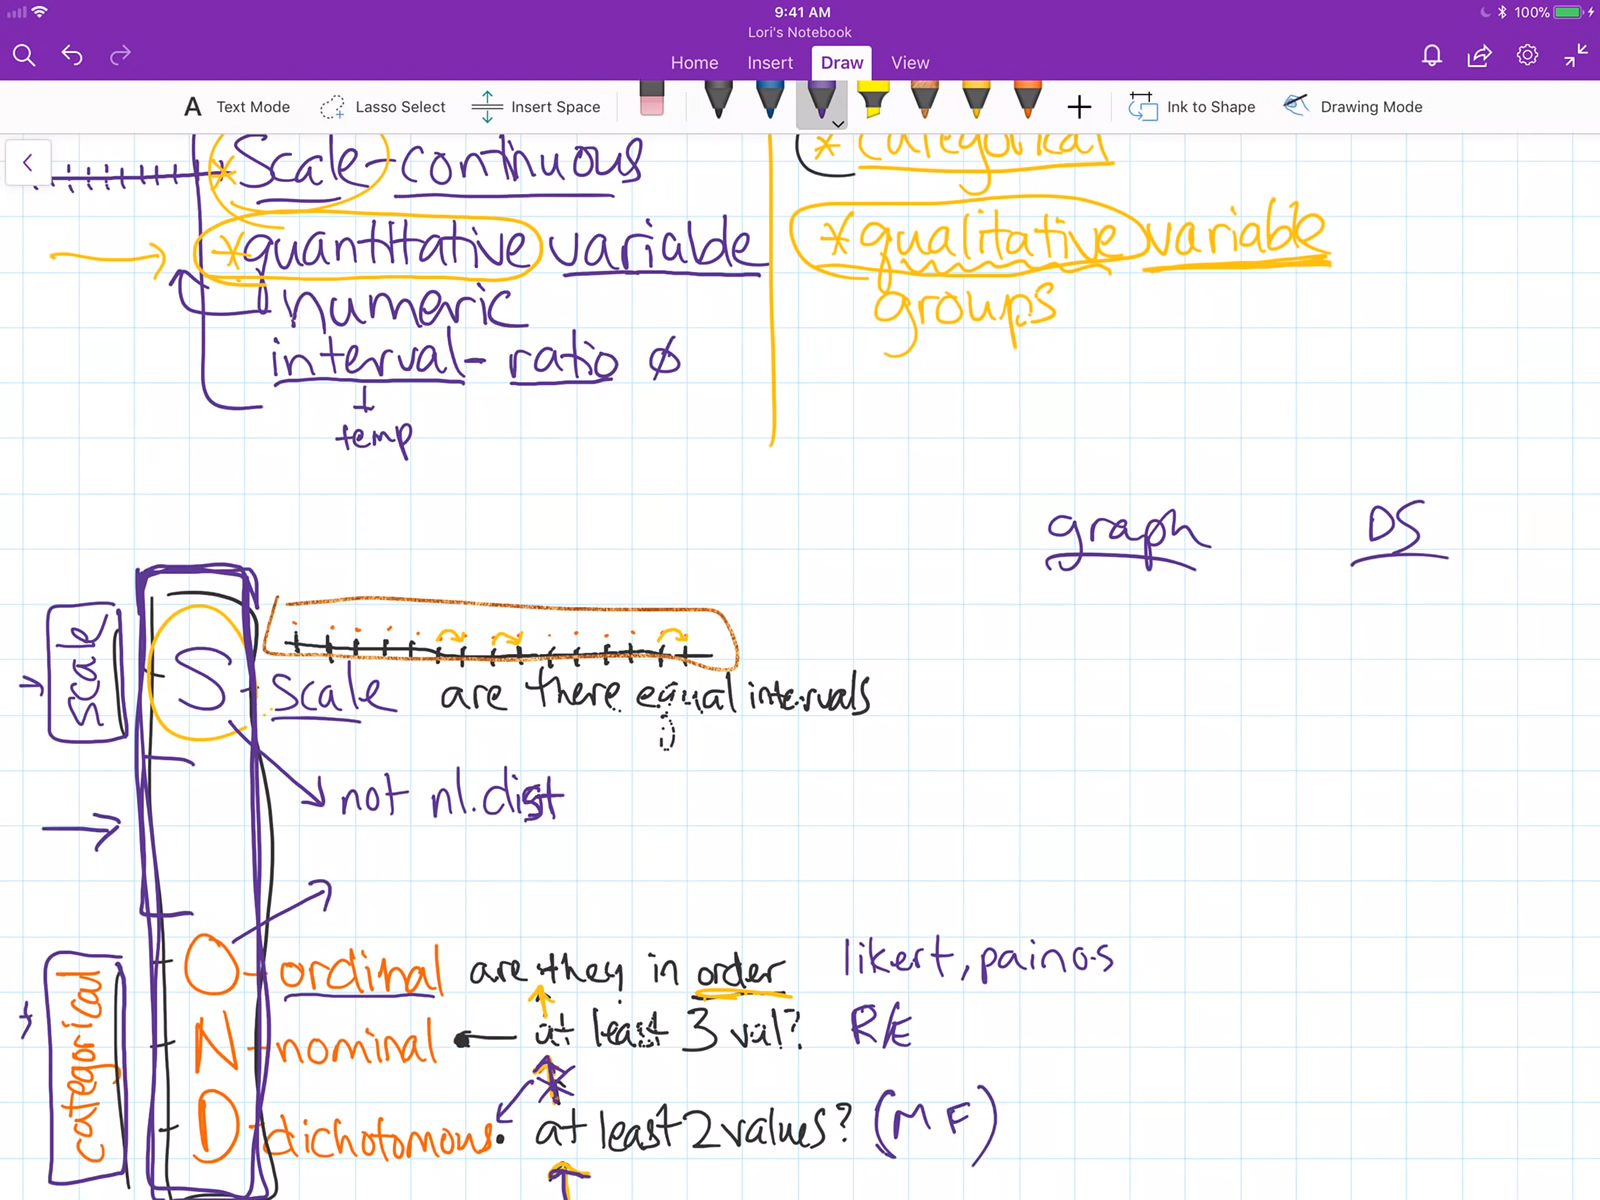 9:41 AM
100%
Lori's Notebook
Home Insert Draw View
A Text Mode Lasso Select Insert Space Ink to Shape Drawing Mode
*Scale-continuous
*categorical
*quantitative variable
*qualitative variable
numeric
groups
interval- ratio ø
temp
graph DS
scale
S - scale are there equal intervals
not nl. dist
categorical
O - ordinal are they in order likert, pain 0-5
N - nominal at least 3 val? R/E
D - dichotomous. at least 2 values? (M F)